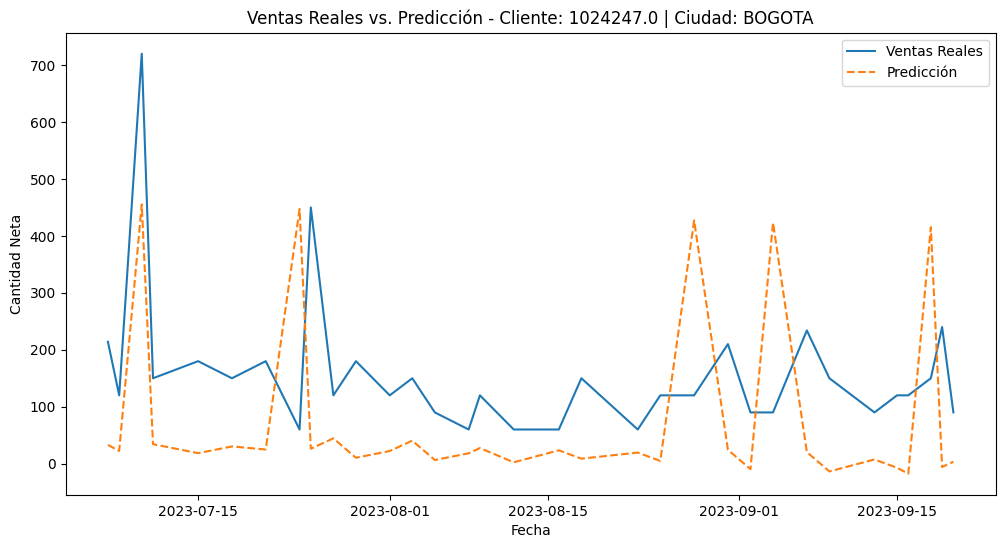 Ventas Reales vs. Predicción - Cliente: 1024247.0 | Ciudad: BOGOTA
Ventas Reales
Predicción
Cantidad Neta
700
600
500
400
300
200
100
0
2023-07-15
2023-08-01
2023-08-15
2023-09-01
2023-09-15
Fecha